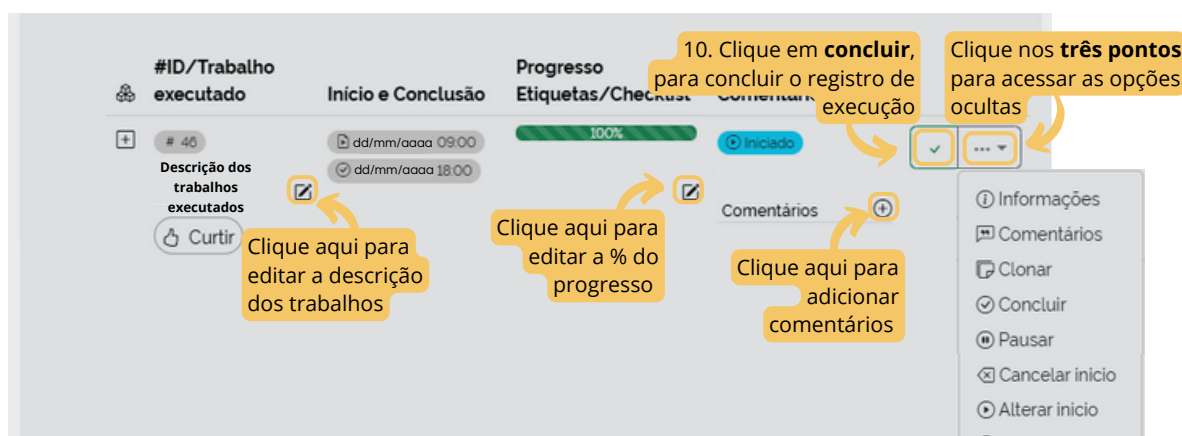 #ID/Trabalho
executado
Início e Conclusão
Progresso
Etiquetas/Checklist
10. Clique em concluir,
para concluir o registro de
execução
Clique nos três pontos
para acessar as opções
ocultas
# 46
dd/mm/aaaa 09:00
dd/mm/aaaa 18:00
100%
Iniciado
Descrição dos
trabalhos
executados
Curtir
Clique aqui para
editar a descrição
dos trabalhos
Clique aqui para
editar a % do
progresso
Comentários
Clique aqui para
adicionar
comentários
Informações
Comentários
Clonar
Concluir
Pausar
Cancelar inicio
Alterar inicio